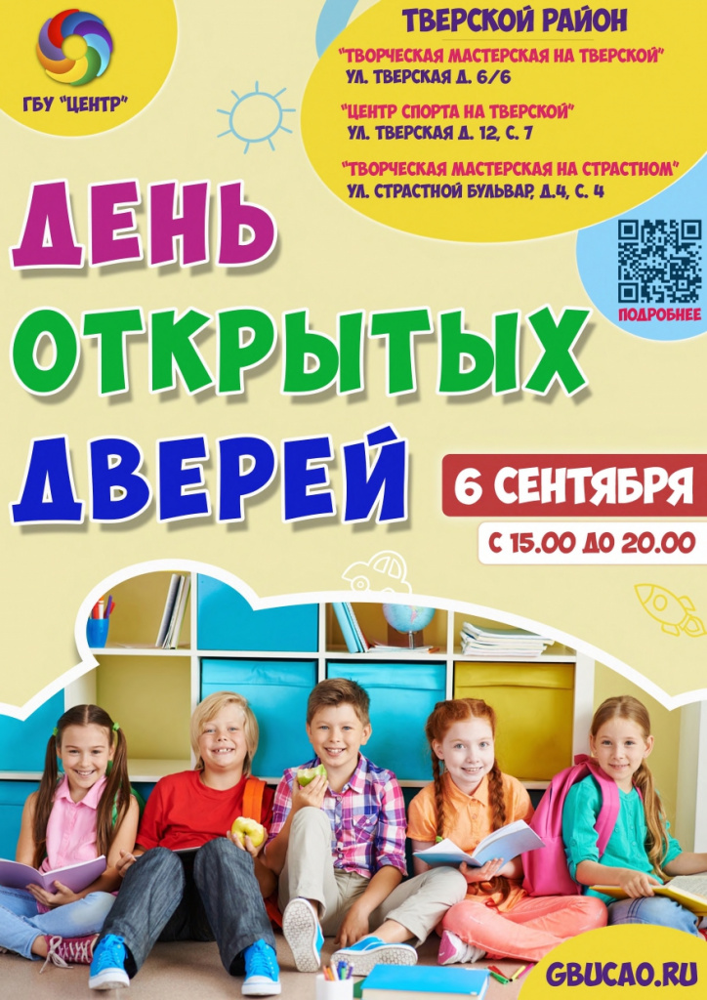 ГБУ "ЦЕНТР"
ТВЕРСКОЙ РАЙОН
"ТВОРЧЕСКАЯ МАСТЕРСКАЯ НА ТВЕРСКОЙ"
УЛ. ТВЕРСКАЯ Д. 6/6
"ЦЕНТР СПОРТА НА ТВЕРСКОЙ"
УЛ. ТВЕРСКАЯ Д. 12, С. 7
"ТВОРЧЕСКАЯ МАСТЕРСКАЯ НА СТРАСТНОМ"
УЛ. СТРАСТНОЙ БУЛЬВАР, Д.4, С. 4
ПОДРОБНЕЕ
ДЕНЬ
ОТКРЫТЫХ
ДВЕРЕЙ
6 СЕНТЯБРЯ
С 15.00 ДО 20.00
GBUCAO.RU